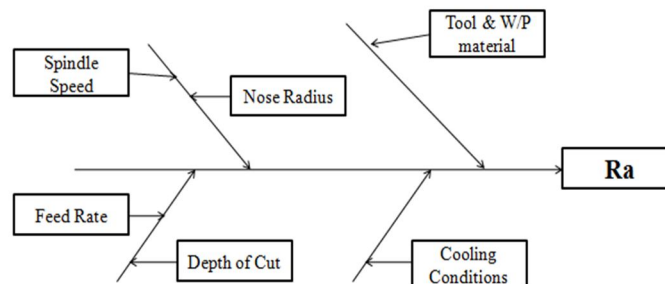 Tool & W/P
material
Spindle
Speed
Nose Radius
Ra
Feed Rate
Depth of Cut
Cooling
Conditions